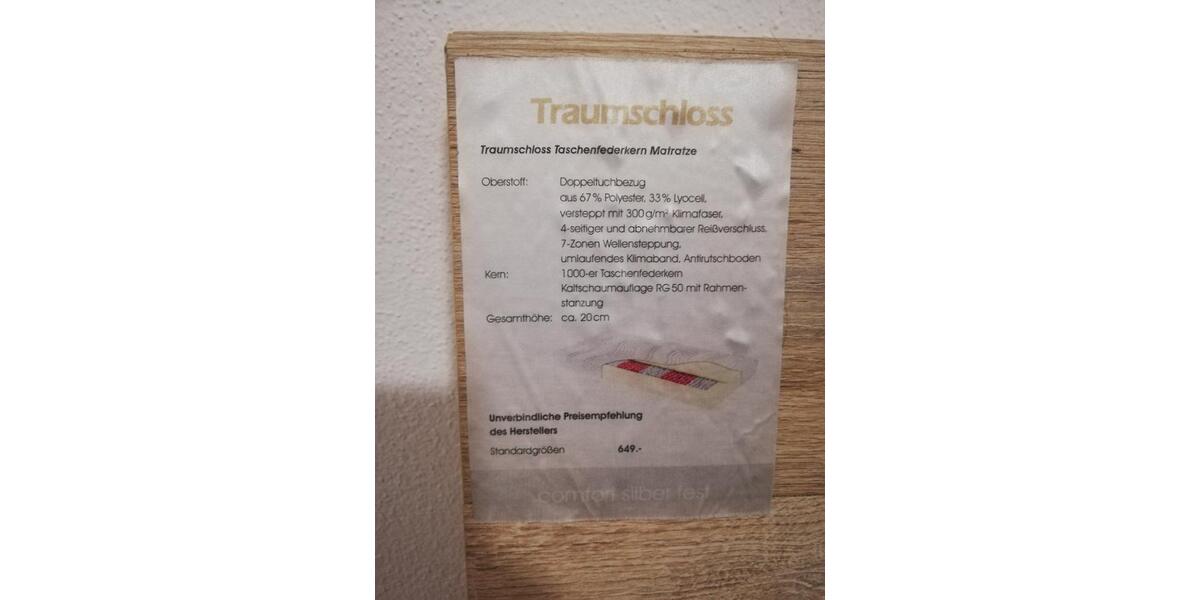 Traumschloss
Traumschloss Taschenfederkern Matratze
Oberstoff: Doppeltuchbezug
aus 67% Polyester, 33% Lyocell,
versteppt mit 300g/m² Klimafaser,
4-seitiger und abnehmbarer Reißverschluss,
7-Zonen Wellensteppung,
umlaufendes Klimaband, Antirutschboden
Kern: 1000-er Taschenfederkern
Kaltschaumauflage RG50 mit Rahmen-
stanzung
Gesamthöhe: ca. 20cm
Unverbindliche Preisempfehlung
des Herstellers
Standardgrößen 649.-
comfort silber fest